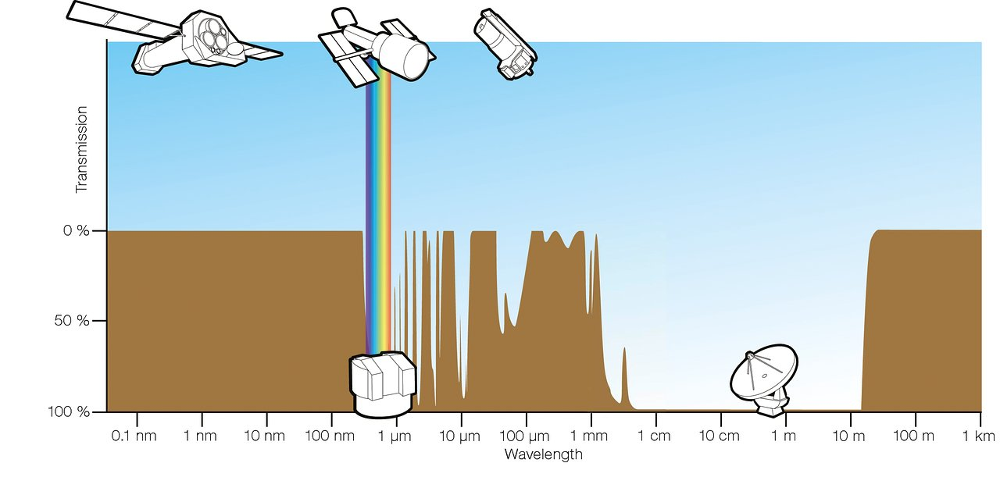 Transmission
0 %
50 %
100 %
0.1 nm 1 nm 10 nm 100 nm 1 µm 10 µm 100 µm 1 mm 1 cm 10 cm 1 m 10 m 100 m 1 km
Wavelength